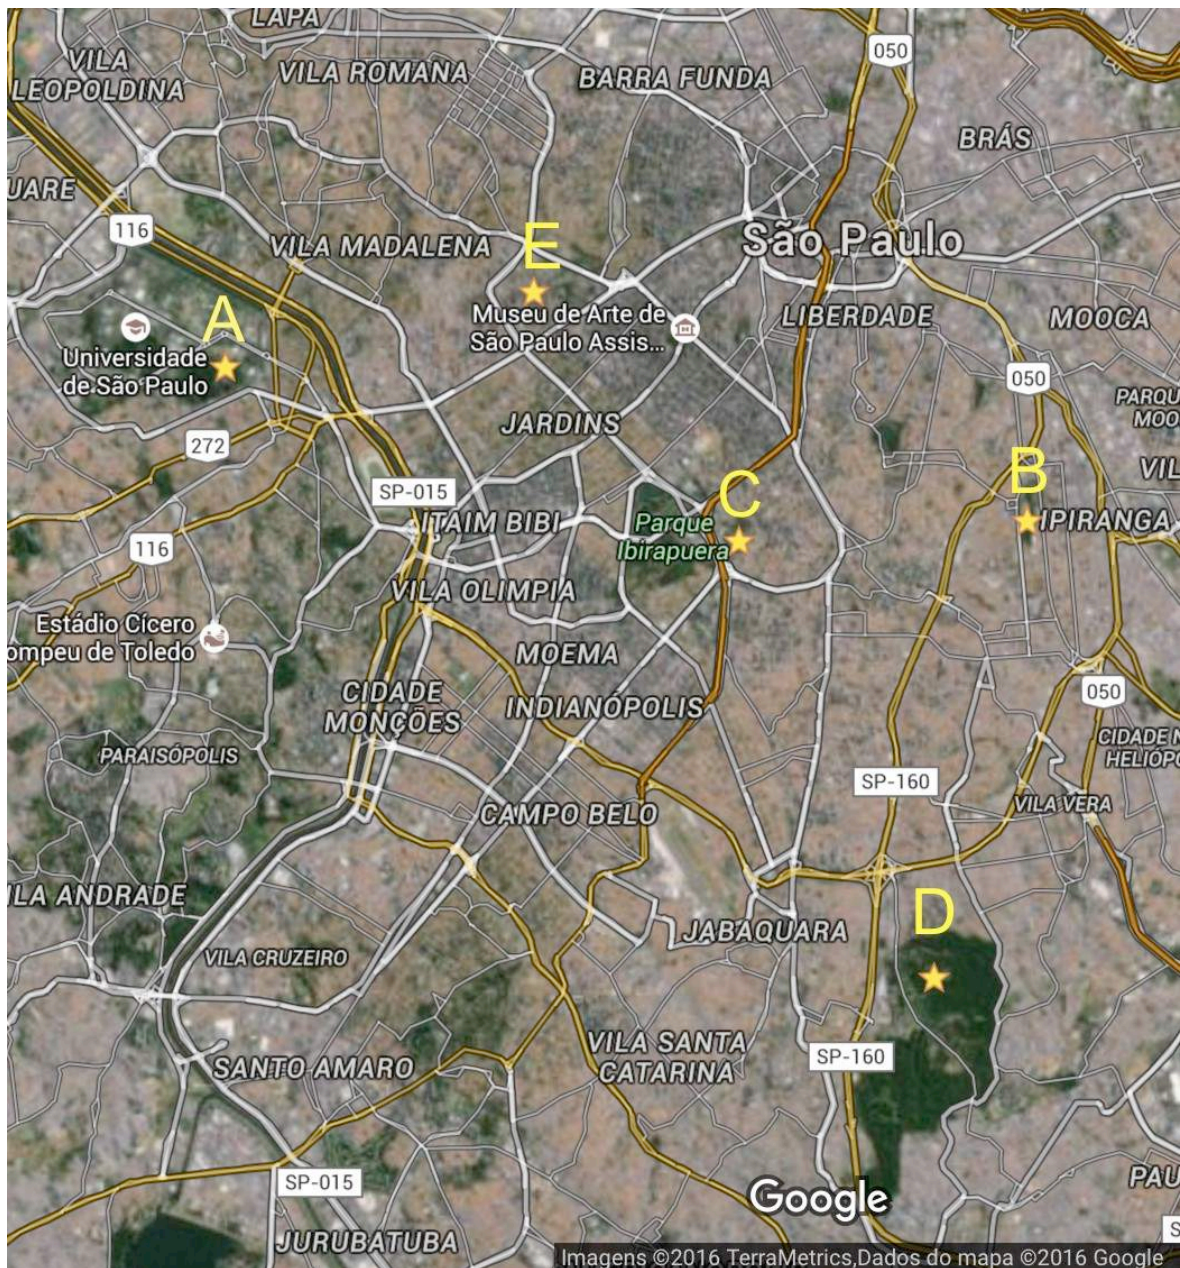 LAPA
VILA
LEOPOLDINA
VILA ROMANA
BARRA FUNDA
050
BRÁS
UARE
116
VILA MADALENA
E
São Paulo
A
Universidade
de São Paulo
Museu de Arte de
São Paulo Assis...
LIBERDADE
MOOCA
050
PARQU
MOO
JARDINS
272
SP-015
C
B
VIL
ITAIM BIBI
Parque
Ibirapuera
IPIRANGA
116
VILA OLIMPIA
Estádio Cícero
ompeu de Toledo
MOEMA
CIDADE
MONÇÕES
INDIANÓPOLIS
050
PARAISÓPOLIS
CIDADE N
HELIÓPO
SP-160
CAMPO BELO
VILA VERA
ILA ANDRADE
D
JABAQUARA
VILA CRUZEIRO
SANTO AMARO
VILA SANTA
CATARINA
SP-160
SP-015
PAU
Google
S
JURUBATUBA
Imagens ©2016 TerraMetrics,Dados do mapa ©2016 Google